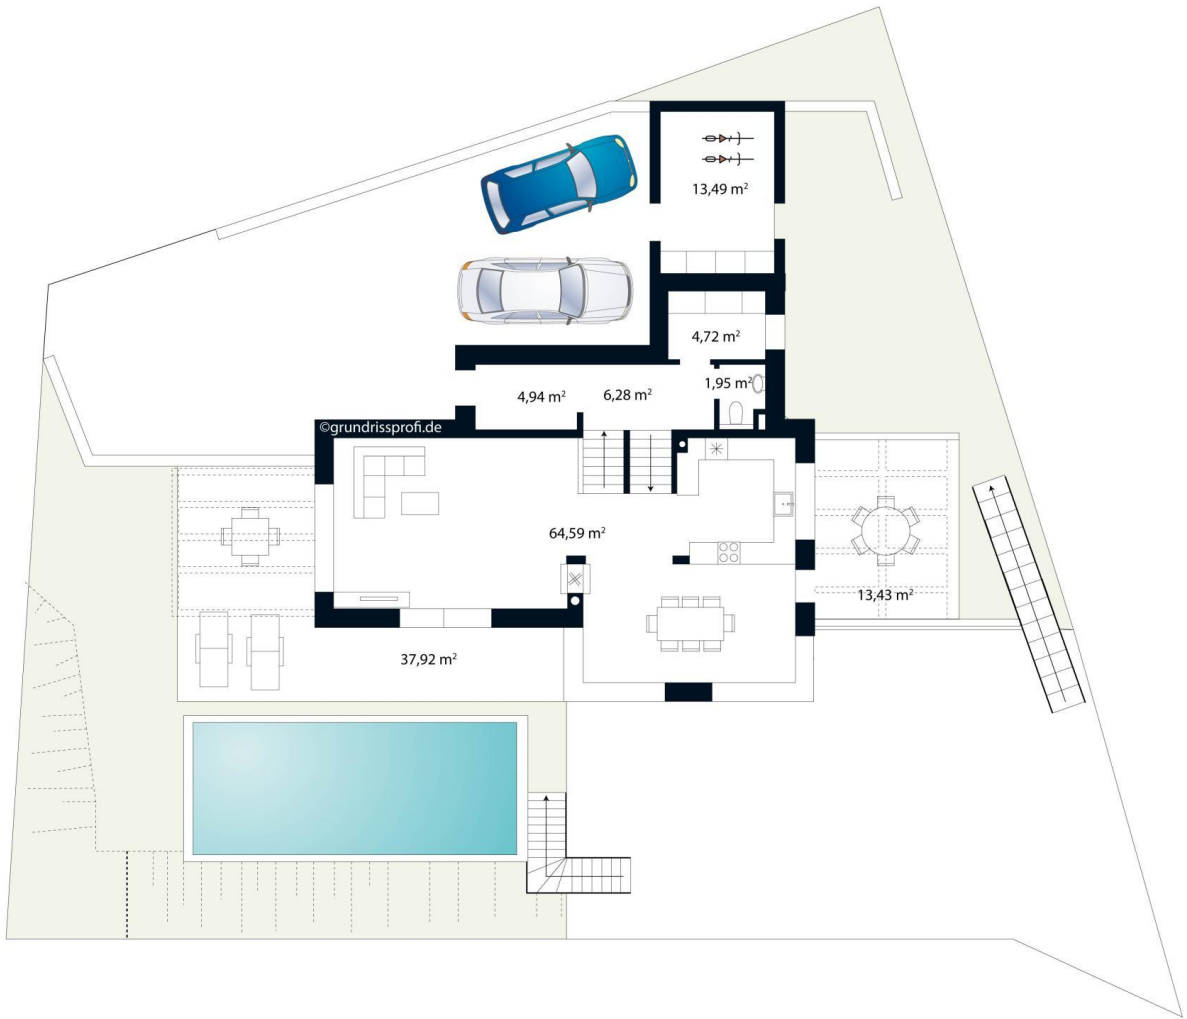 13,49 m²
4,72 m²
1,95 m²
4,94 m²
6,28 m²
©grundrissprofi.de
64,59 m²
13,43 m²
37,92 m²